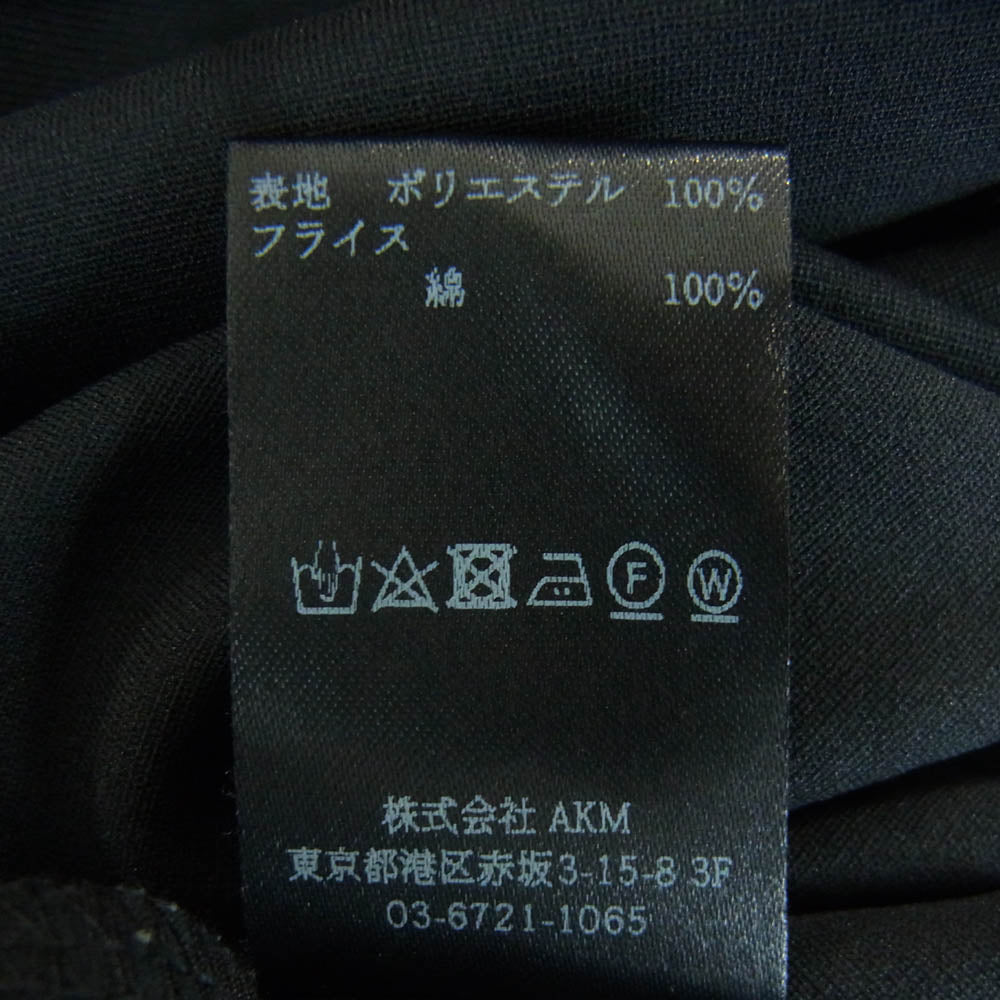 表地 ポリエステル 100%
フライス
綿 100%
F W
株式会社 AKM
東京都港区赤坂3-15-8 3F
03-6721-1065